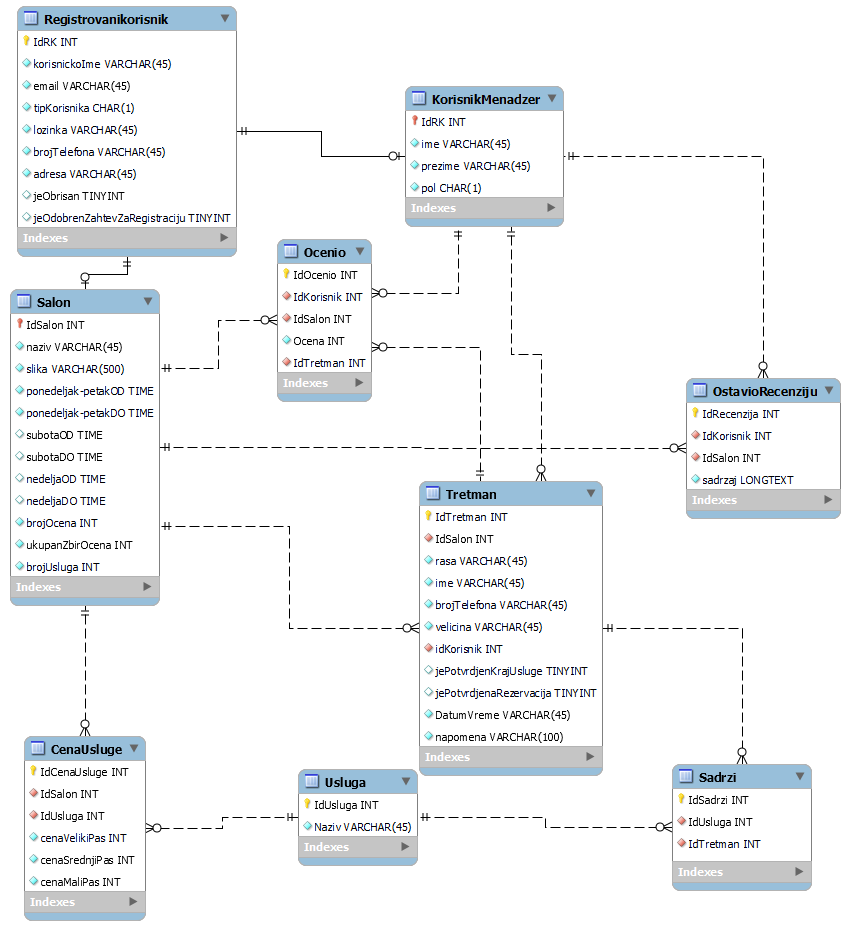 Registrovanikorisnik
IdRK INT
korisnickoIme VARCHAR(45)
email VARCHAR(45)
tipKorisnika CHAR(1)
lozinka VARCHAR(45)
brojTelefona VARCHAR(45)
adresa VARCHAR(45)
jeObrisan TINYINT
jeOdobrenZahtevZaRegistraciju TINYINT
Indexes
KorisnikMenadzer
IdRK INT
ime VARCHAR(45)
prezime VARCHAR(45)
pol CHAR(1)
Indexes
Ocenio
IdOcenio INT
IdKorisnik INT
IdSalon INT
Ocena INT
IdTretman INT
Indexes
Salon
IdSalon INT
naziv VARCHAR(45)
slika VARCHAR(500)
ponedeljak-petakOD TIME
ponedeljak-petakDO TIME
subotaOD TIME
subotaDO TIME
nedeljaOD TIME
nedeljaDO TIME
brojOcena INT
ukupanZbirOcena INT
brojUsluga INT
Indexes
OstavioRecenziju
IdRecenzija INT
IdKorisnik INT
IdSalon INT
sadrzaj LONGTEXT
Indexes
Tretman
IdTretman INT
IdSalon INT
rasa VARCHAR(45)
ime VARCHAR(45)
brojTelefona VARCHAR(45)
velicina VARCHAR(45)
idKorisnik INT
jePotvrdjenKrajUsluge TINYINT
jePotvrdjenaRezervacija TINYINT
DatumVreme VARCHAR(45)
napomena VARCHAR(100)
Indexes
CenaUsluge
IdCenaUsluge INT
IdSalon INT
IdUsluga INT
cenaVelikiPas INT
cenaSrednjiPas INT
cenaMaliPas INT
Indexes
Usluga
IdUsluga INT
Naziv VARCHAR(45)
Indexes
Sadrzi
IdSadrzi INT
IdUsluga INT
IdTretman INT
Indexes